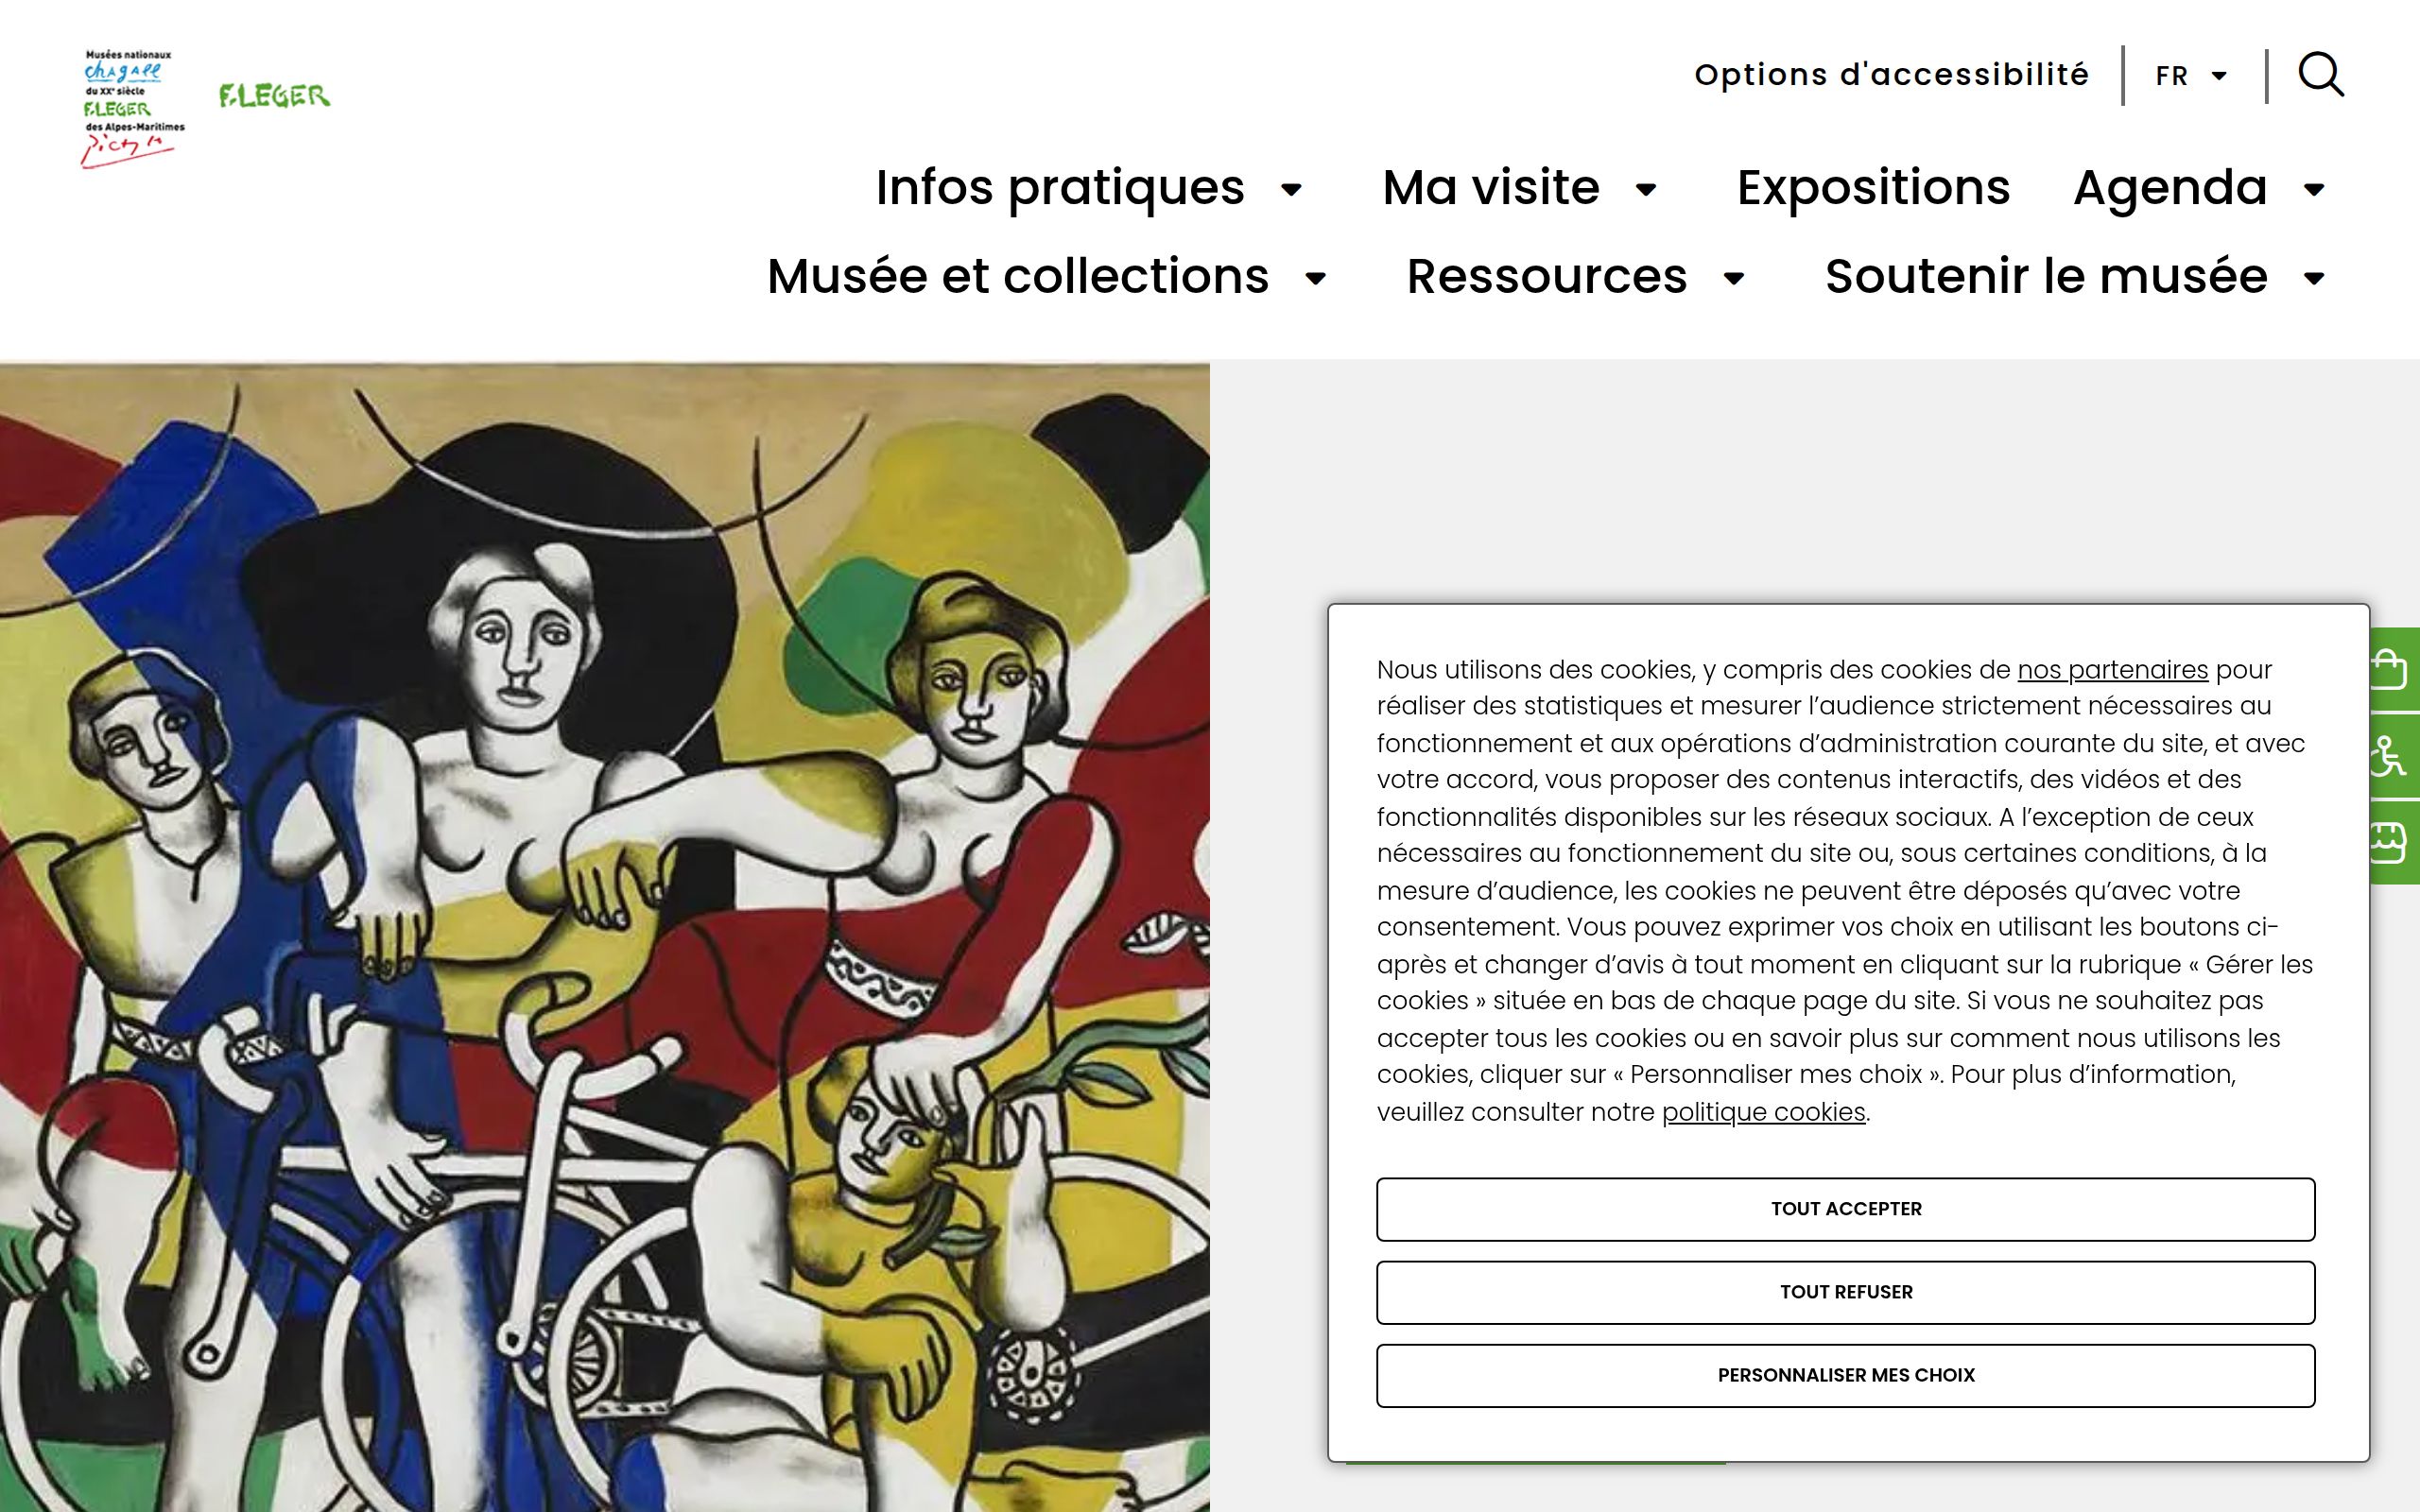 Musées nationaux
chagall
du XXe siècle
F.LEGER
des Alpes-Maritimes
Picasso
F.LEGER
Options d'accessibilité
FR
Infos pratiques
Ma visite
Expositions
Agenda
Musée et collections
Ressources
Soutenir le musée
Nous utilisons des cookies, y compris des cookies de nos partenaires pour
réaliser des statistiques et mesurer l’audience strictement nécessaires au
fonctionnement et aux opérations d’administration courante du site, et avec
votre accord, vous proposer des contenus interactifs, des vidéos et des
fonctionnalités disponibles sur les réseaux sociaux. A l’exception de ceux
nécessaires au fonctionnement du site ou, sous certaines conditions, à la
mesure d’audience, les cookies ne peuvent être déposés qu’avec votre
consentement. Vous pouvez exprimer vos choix en utilisant les boutons ci-
après et changer d’avis à tout moment en cliquant sur la rubrique « Gérer les
cookies » située en bas de chaque page du site. Si vous ne souhaitez pas
accepter tous les cookies ou en savoir plus sur comment nous utilisons les
cookies, cliquer sur « Personnaliser mes choix ». Pour plus d’information,
veuillez consulter notre politique cookies.
TOUT ACCEPTER
TOUT REFUSER
PERSONNALISER MES CHOIX